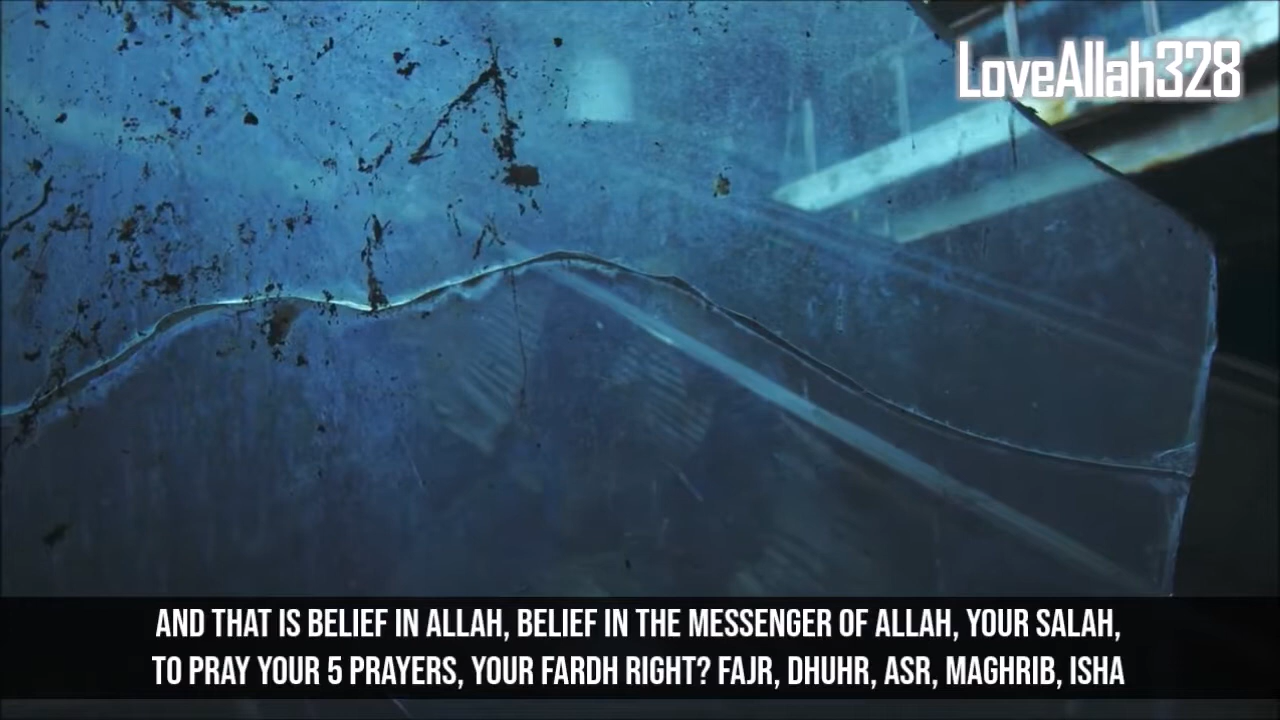 LoveAllah328
AND THAT IS BELIEF IN ALLAH, BELIEF IN THE MESSENGER OF ALLAH, YOUR SALAH,
TO PRAY YOUR 5 PRAYERS, YOUR FARDH RIGHT? FAJR, DHUHR, ASR, MAGHRIB, ISHA